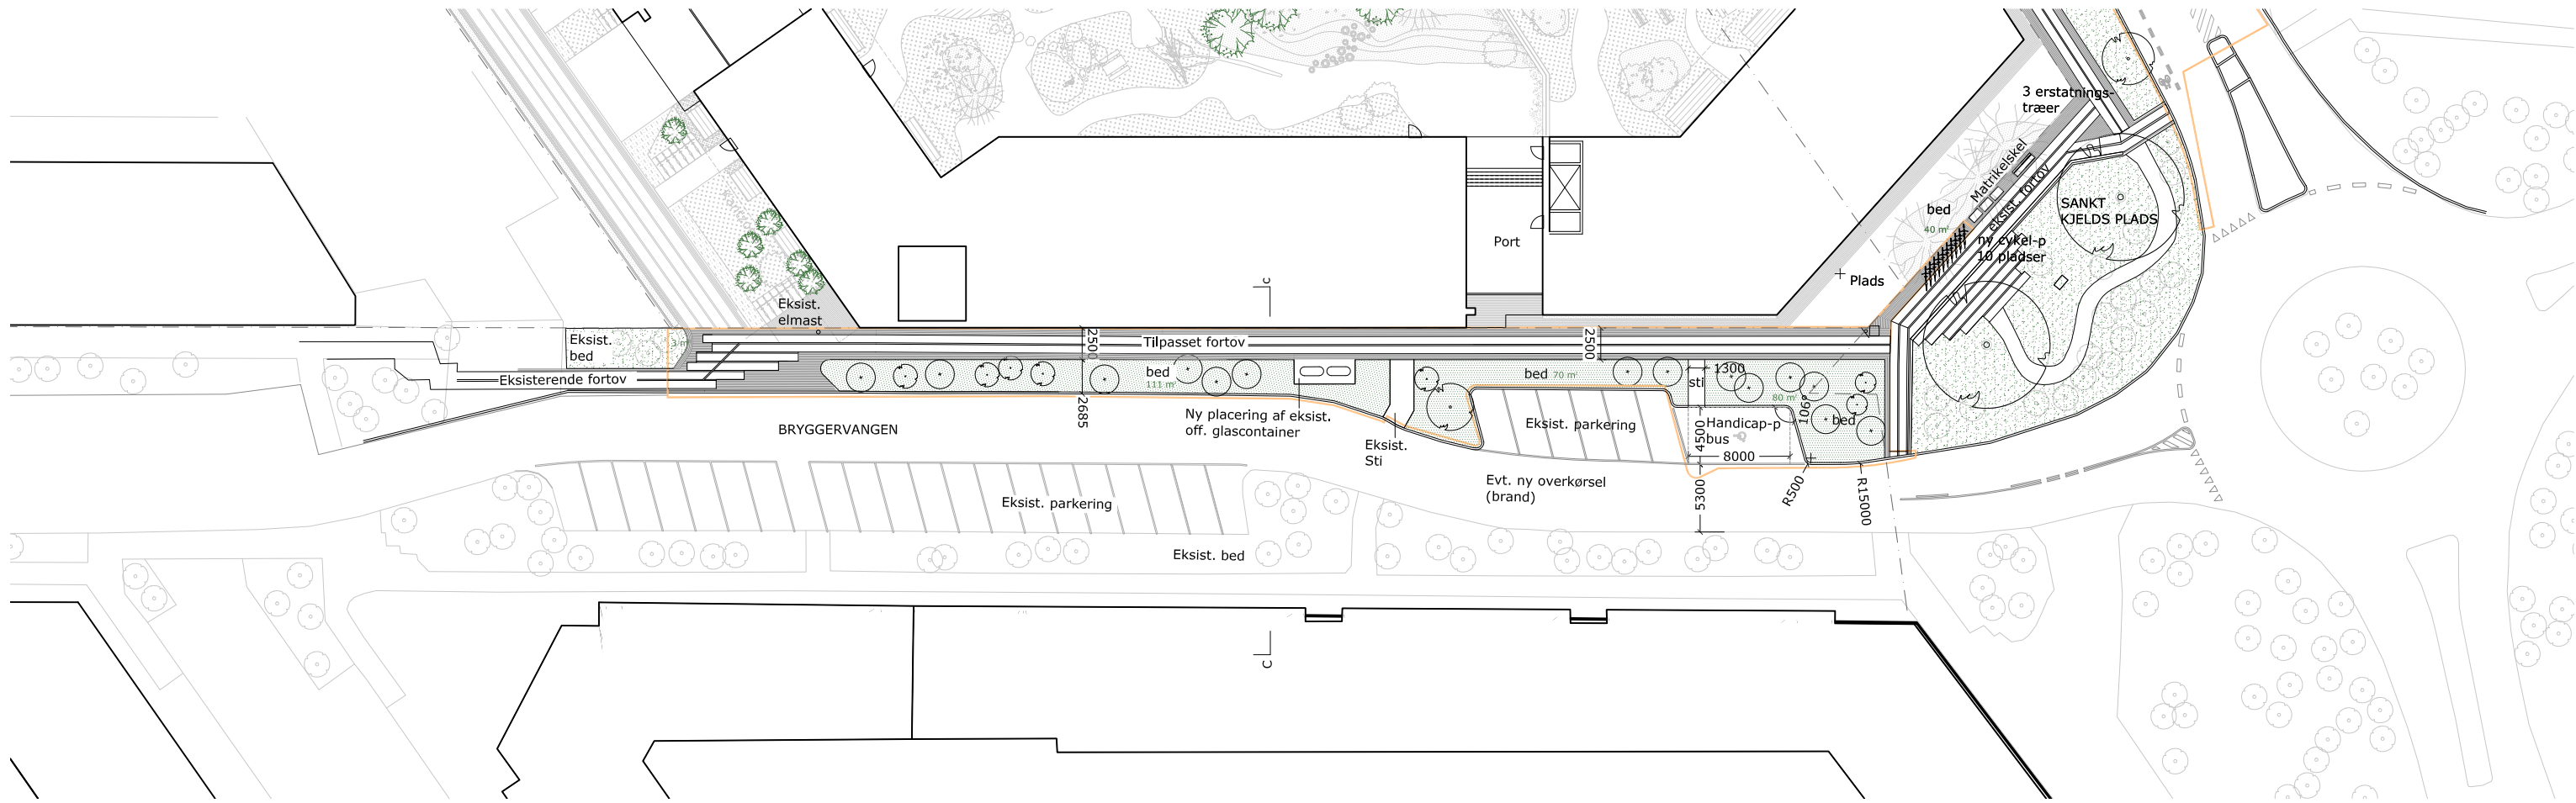 3 erstatnings-
træer
Matrikelskel
eksist. fortov
bed
40 m²
SANKT
KJELDS PLADS
ny cykel-p
10 pladser
Port
Plads
c
Eksist.
elmast
Eksist.
bed
3 m²
2500
Tilpasset fortov
2500
Eksisterende fortov
bed
111 m²
bed 70 m²
1300
sti
80 m²
106°
bed
2685
Ny placering af eksist.
off. glascontainer
BRYGGERVANGEN
Eksist.
Sti
Eksist. parkering
4500
Handicap-p
bus
8000
Evt. ny overkørsel
(brand)
5300
R500
R15000
Eksist. parkering
Eksist. bed
C